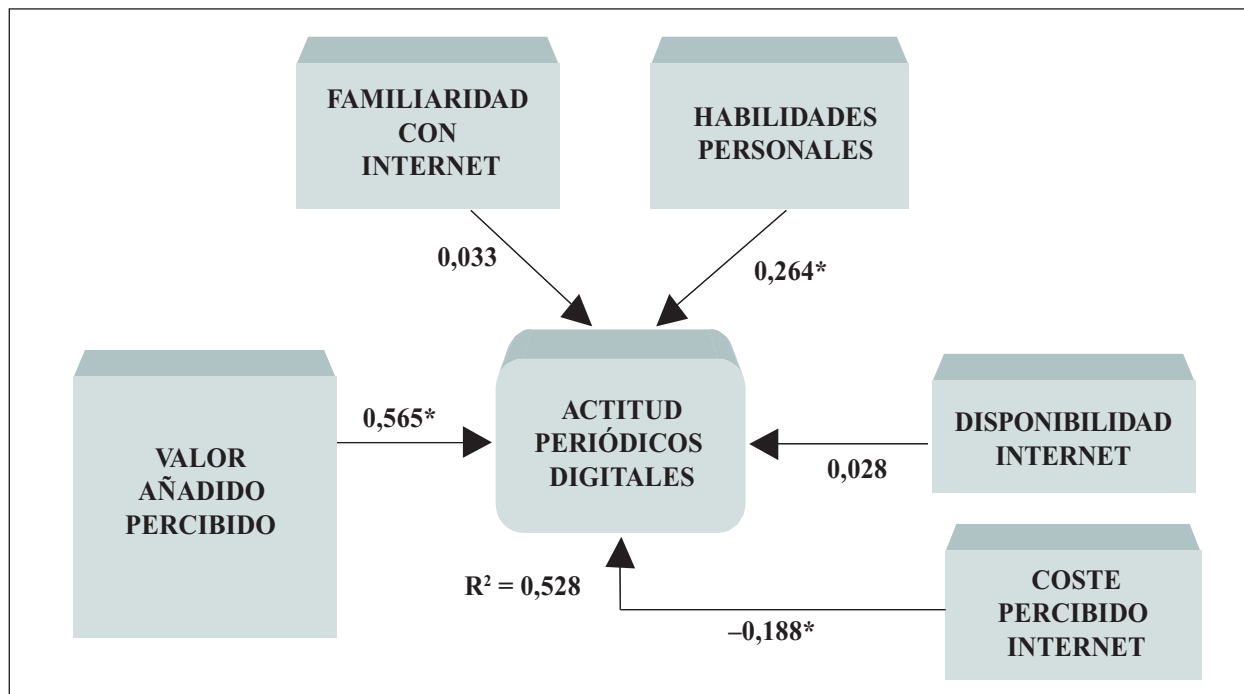 FAMILIARIDAD
CON
INTERNET
HABILIDADES
PERSONALES
0,033
0,264*
VALOR
AÑADIDO
PERCIBIDO
0,565*
ACTITUD
PERIÓDICOS
DIGITALES
DISPONIBILIDAD
INTERNET
0,028
R² = 0,528
–0,188*
COSTE
PERCIBIDO
INTERNET